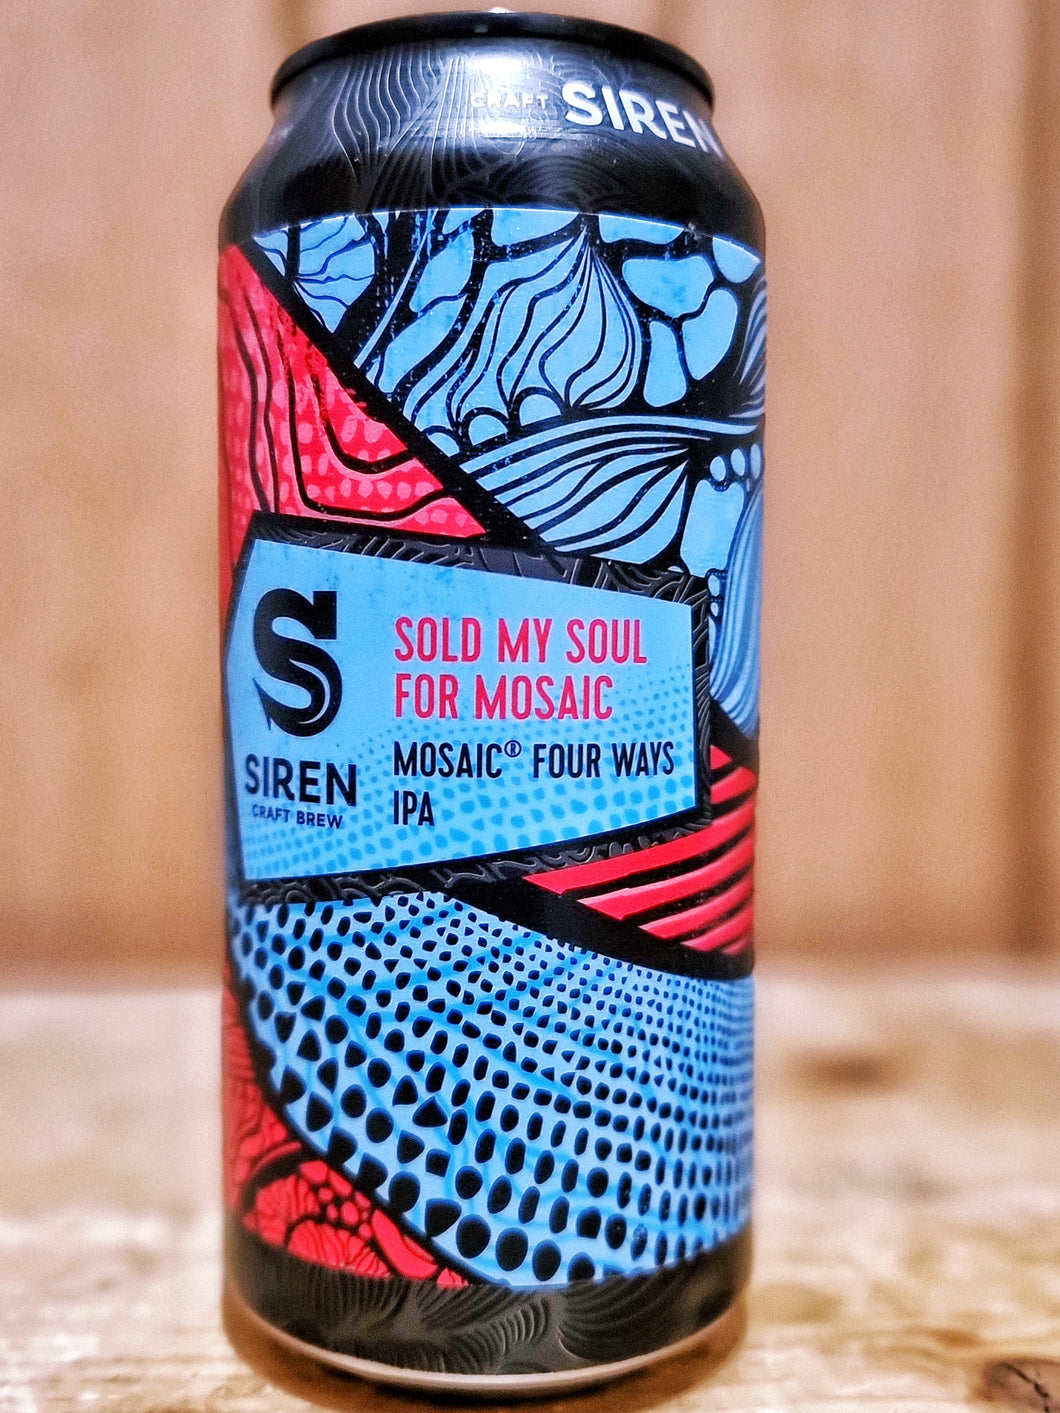 CRAFT SIREN
S
SOLD MY SOUL
FOR MOSAIC
MOSAIC® FOUR WAYS
IPA
SIREN
CRAFT BREW